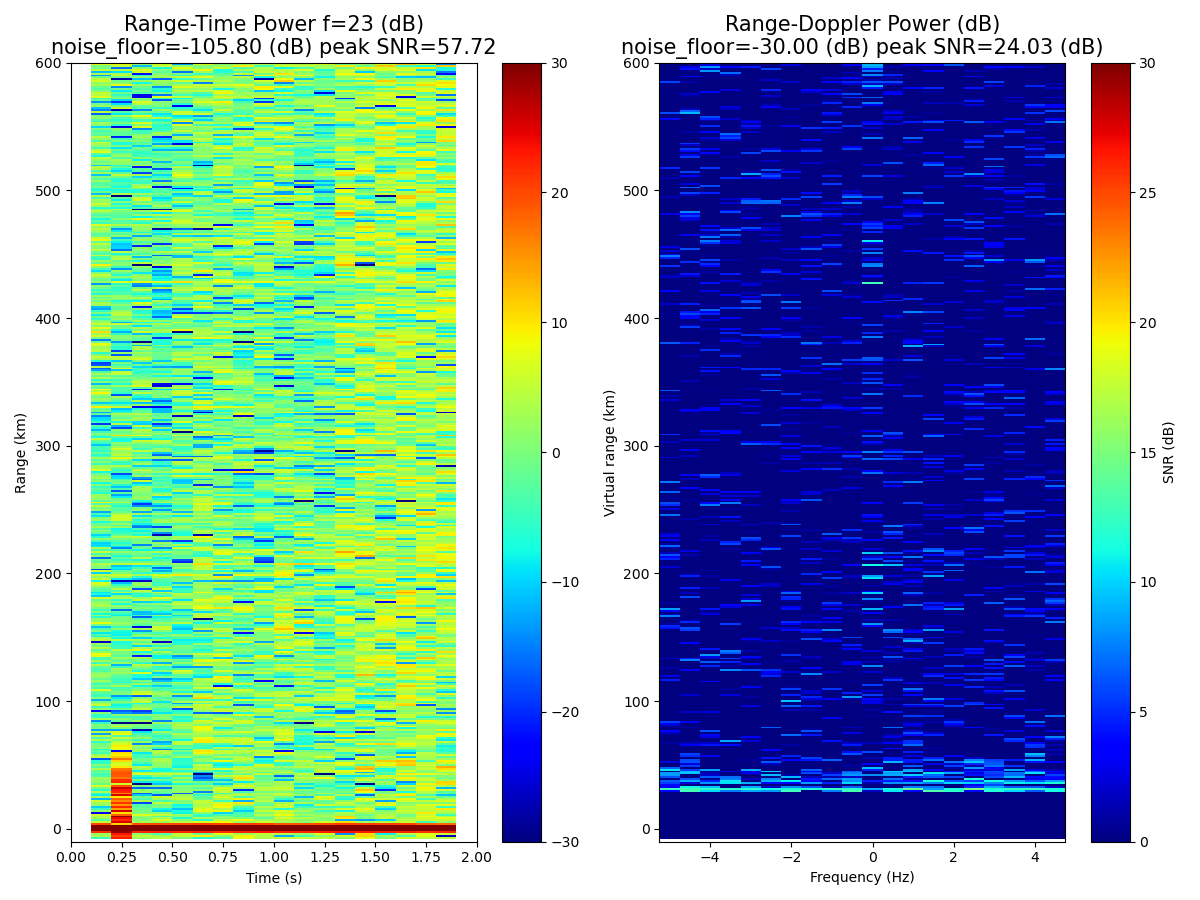 Range-Time Power f=23 (dB)
noise_floor=-105.80 (dB) peak SNR=57.72
600
500
400
300
200
100
0
Range (km)
0.00 0.25 0.50 0.75 1.00 1.25 1.50 1.75 2.00
Time (s)
30
20
10
0
−10
−20
−30
Range-Doppler Power (dB)
noise_floor=-30.00 (dB) peak SNR=24.03 (dB)
600
500
400
300
200
100
0
Virtual range (km)
−4 −2 0 2 4
Frequency (Hz)
30
25
20
15
10
5
0
SNR (dB)